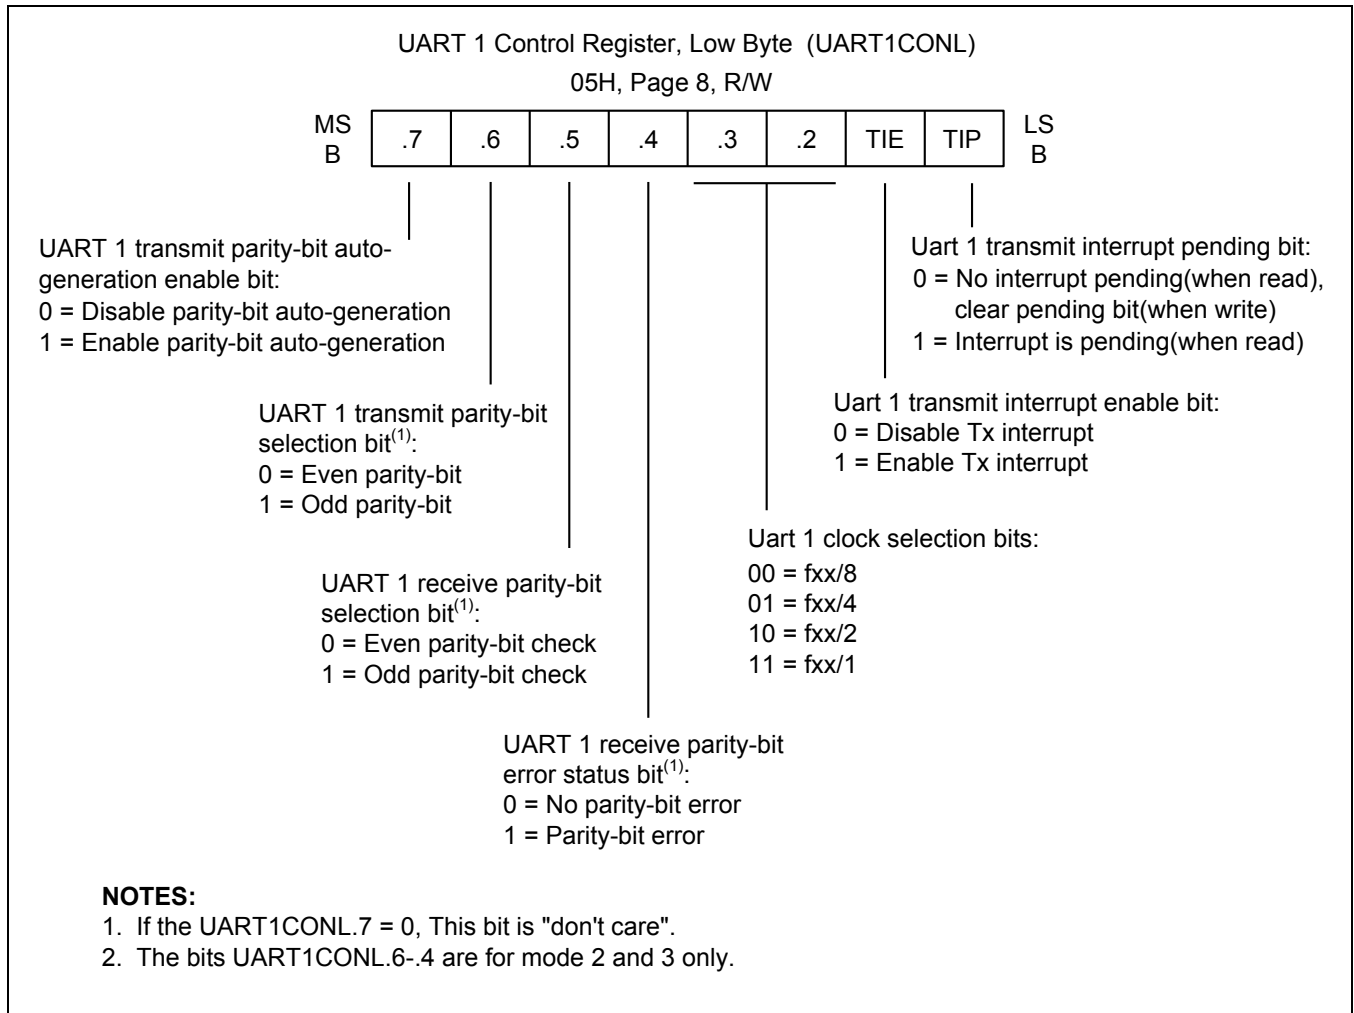 UART 1 Control Register, Low Byte (UART1CONL)
05H, Page 8, R/W
MS
B
.7 .6 .5 .4 .3 .2 TIE TIP
LS
B
UART 1 transmit parity-bit auto-
generation enable bit:
0 = Disable parity-bit auto-generation
1 = Enable parity-bit auto-generation
Uart 1 transmit interrupt pending bit:
0 = No interrupt pending(when read),
clear pending bit(when write)
1 = Interrupt is pending(when read)
UART 1 transmit parity-bit
selection bit(1):
0 = Even parity-bit
1 = Odd parity-bit
Uart 1 transmit interrupt enable bit:
0 = Disable Tx interrupt
1 = Enable Tx interrupt
UART 1 receive parity-bit
selection bit(1):
0 = Even parity-bit check
1 = Odd parity-bit check
Uart 1 clock selection bits:
00 = fxx/8
01 = fxx/4
10 = fxx/2
11 = fxx/1
UART 1 receive parity-bit
error status bit(1):
0 = No parity-bit error
1 = Parity-bit error
NOTES:
1. If the UART1CONL.7 = 0, This bit is "don't care".
2. The bits UART1CONL.6-.4 are for mode 2 and 3 only.